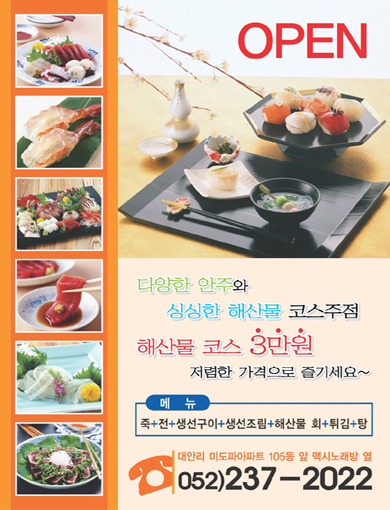 OPEN
다양한 안주와
싱싱한 해산물 코스주점
해산물 코스 3만원
저렴한 가격으로 즐기세요~
메 뉴
죽+전+생선구이+생선조림+해산물 회+튀김+탕
대안리 미도파아파트 105동 앞 맥시노래방 옆
052)237-2022